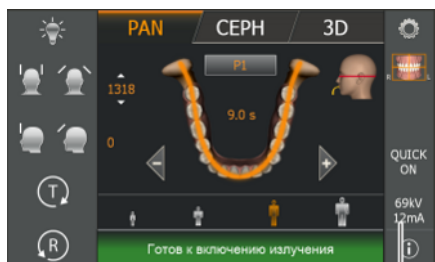 PAN CEPH 3D
P1
1318
9.0 s
0
R L
QUICK
ON
69kV
12mA
T
R
Готов к включению излучения